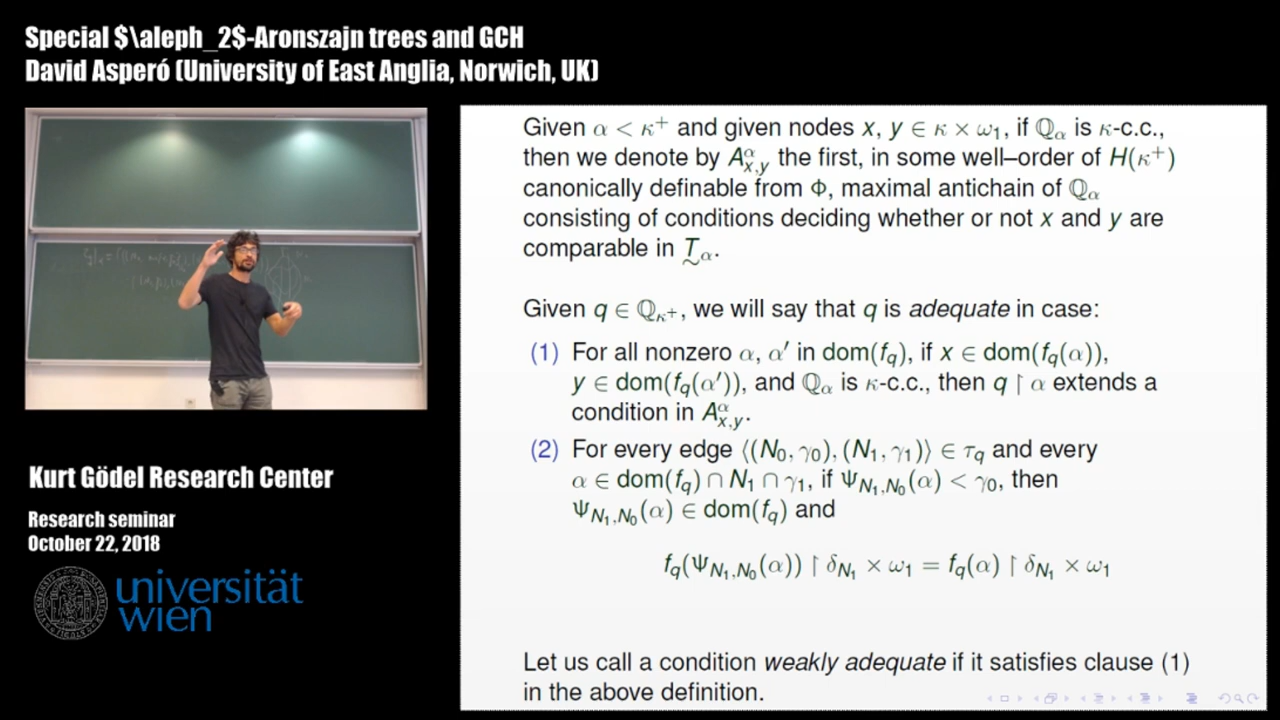 Special $\aleph_2$-Aronszajn trees and GCH
David Asperó (University of East Anglia, Norwich, UK)
Given α < κ⁺ and given nodes x, y ∈ κ × ω₁, if ℚ_α is κ-c.c.,
then we denote by A^α_{x,y} the first, in some well–order of H(κ⁺)
canonically definable from Φ, maximal antichain of ℚ_α
consisting of conditions deciding whether or not x and y are
comparable in T̰_α.
Given q ∈ ℚ_{κ⁺}, we will say that q is adequate in case:
(1) For all nonzero α, α′ in dom(f_q), if x ∈ dom(f_q(α)),
y ∈ dom(f_q(α′)), and ℚ_α is κ-c.c., then q ↾ α extends a
condition in A^α_{x,y}.
(2) For every edge ⟨(N₀, γ₀), (N₁, γ₁)⟩ ∈ τ_q and every
α ∈ dom(f_q) ∩ N₁ ∩ γ₁, if Ψ_{N₁,N₀}(α) < γ₀, then
Ψ_{N₁,N₀}(α) ∈ dom(f_q) and
f_q(Ψ_{N₁,N₀}(α)) ↾ δ_{N₁} × ω₁ = f_q(α) ↾ δ_{N₁} × ω₁
Let us call a condition weakly adequate if it satisfies clause (1)
in the above definition.
Kurt Gödel Research Center
Research seminar
October 22, 2018
universität
wien